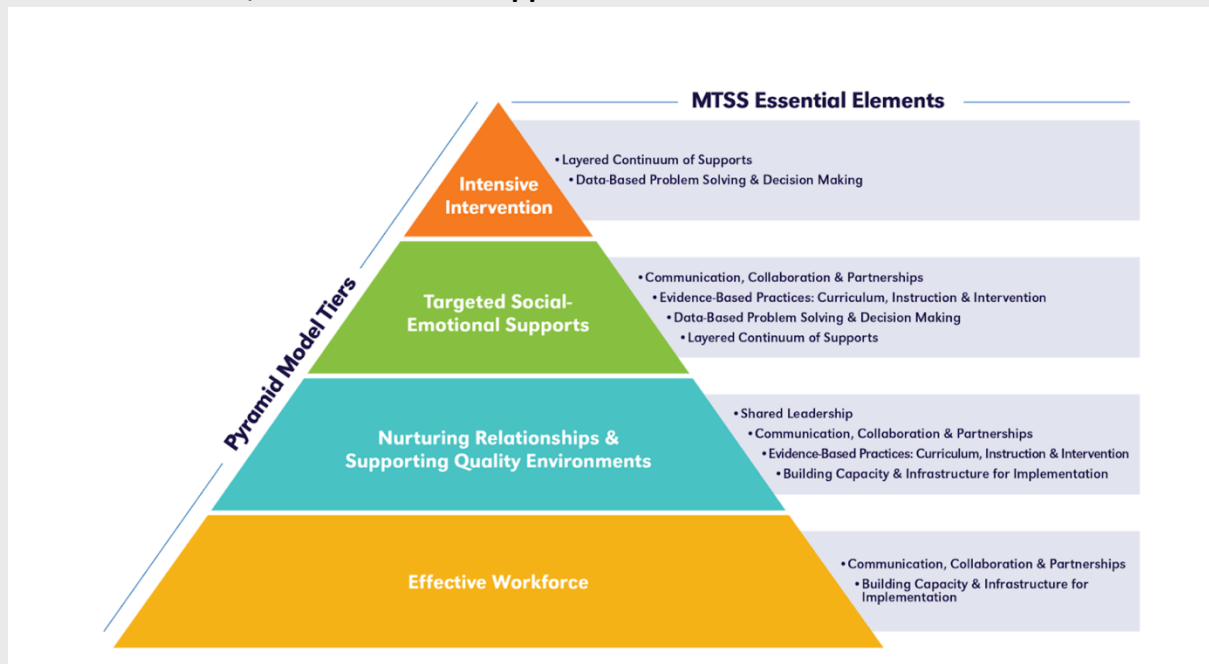 MTSS Essential Elements
Pyramid Model Tiers
Intensive
Intervention
• Layered Continuum of Supports
• Data-Based Problem Solving & Decision Making
Targeted Social-
Emotional Supports
• Communication, Collaboration & Partnerships
• Evidence-Based Practices: Curriculum, Instruction & Intervention
• Data-Based Problem Solving & Decision Making
• Layered Continuum of Supports
Nurturing Relationships &
Supporting Quality Environments
• Shared Leadership
• Communication, Collaboration & Partnerships
• Evidence-Based Practices: Curriculum, Instruction & Intervention
• Building Capacity & Infrastructure for Implementation
Effective Workforce
• Communication, Collaboration & Partnerships
• Building Capacity & Infrastructure for
Implementation